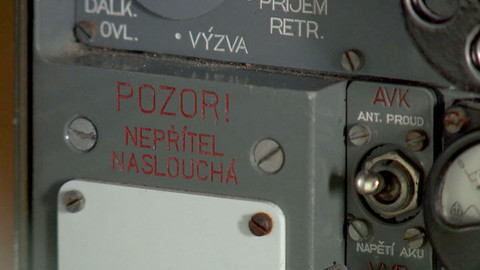 DÁLK.
OVL.
• VÝZVA
PŘÍJEM
RETR.
POZOR!
NEPŘÍTEL
NASLOUCHÁ
AVK
ANT. PROUD
NAPĚTÍ AKU